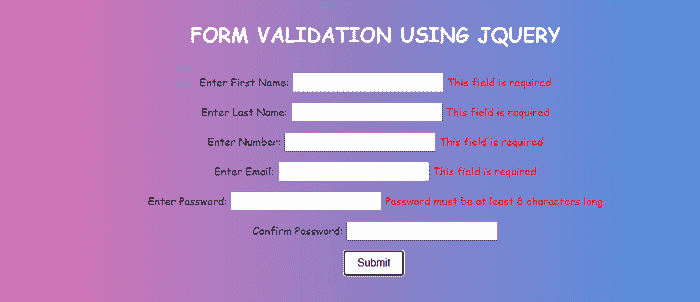 FORM VALIDATION USING JQUERY
Enter First Name: This field is required
Enter Last Name: This field is required
Enter Number: This field is required
Enter Email: This field is required
Enter Password: Password must be at least 8 characters long
Confirm Password:
Submit